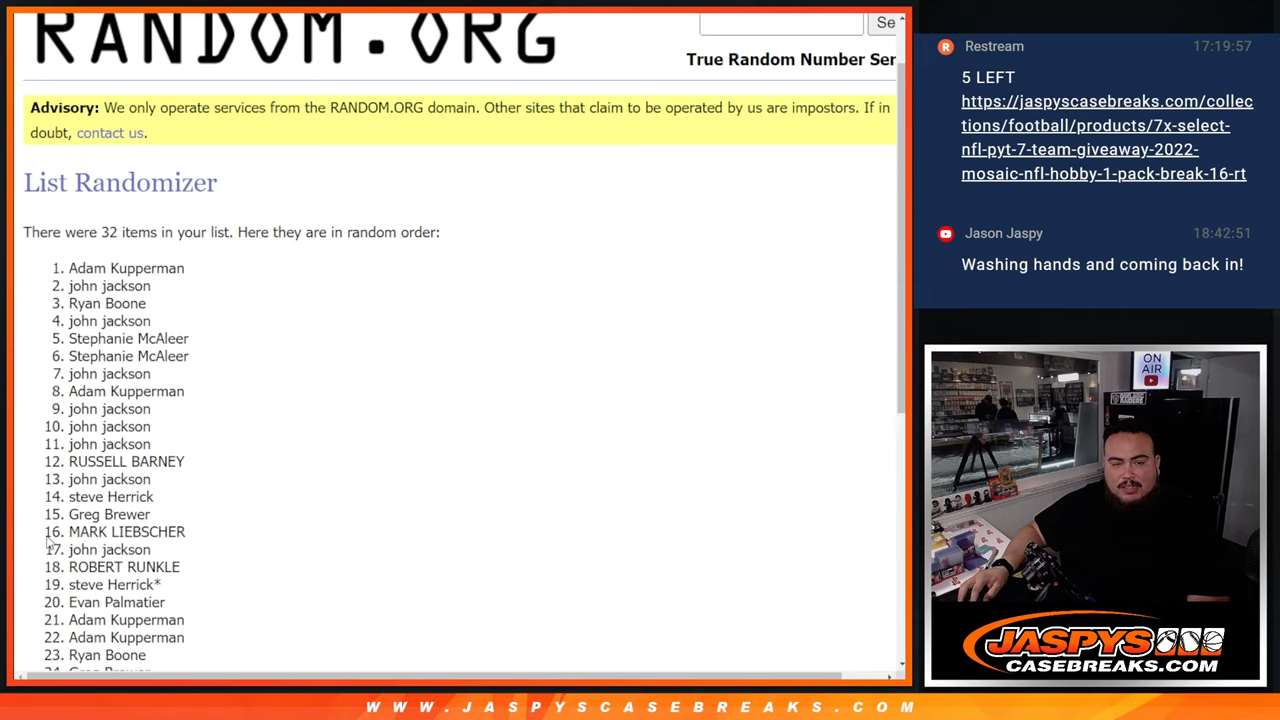 RANDOM.ORG
Se
True Random Number Ser
Advisory: We only operate services from the RANDOM.ORG domain. Other sites that claim to be operated by us are impostors. If in
doubt, contact us.
List Randomizer
There were 32 items in your list. Here they are in random order:
1. Adam Kupperman
2. john jackson
3. Ryan Boone
4. john jackson
5. Stephanie McAleer
6. Stephanie McAleer
7. john jackson
8. Adam Kupperman
9. john jackson
10. john jackson
11. john jackson
12. RUSSELL BARNEY
13. john jackson
14. steve Herrick
15. Greg Brewer
16. MARK LIEBSCHER
17. john jackson
18. ROBERT RUNKLE
19. steve Herrick*
20. Evan Palmatier
21. Adam Kupperman
22. Adam Kupperman
23. Ryan Boone
24. Greg Brewer
Restream 17:19:57
5 LEFT
https://jaspyscasebreaks.com/collec
tions/football/products/7x-select-
nfl-pyt-7-team-giveaway-2022-
mosaic-nfl-hobby-1-pack-break-16-rt
Jason Jaspy 18:42:51
Washing hands and coming back in!
ON
AIR
JASPYS
CASEBREAKS.COM
WWW.JASPYSCASEBREAKS.COM